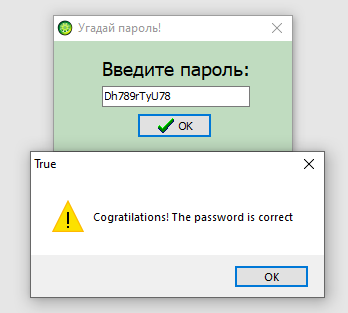 Угадай пароль!
Введите пароль:
Dh789rTyU78
OK
True
Cogratilations! The password is correct
OK